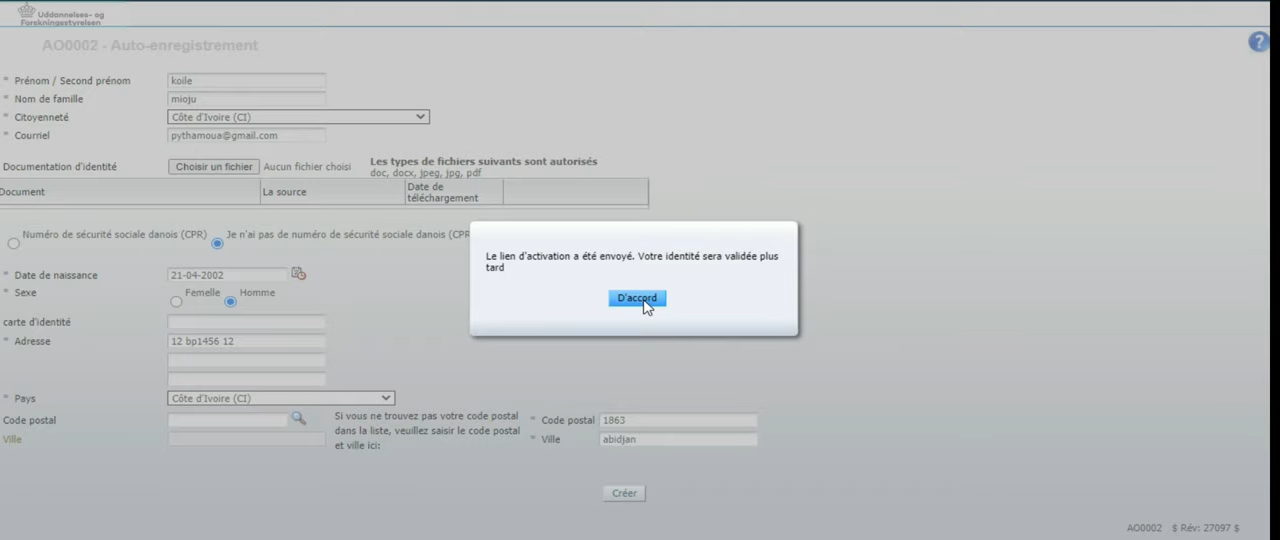 Uddannelses- og
Forskningsstyrelsen
AO0002 - Auto-enregistrement
?
* Prénom / Second prénom koile
* Nom de famille mioju
* Citoyenneté Côte d'Ivoire (CI)
* Courriel pythamoua@gmail.com
Documentation d'identité Choisir un fichier Aucun fichier choisi Les types de fichiers suivants sont autorisés
doc, docx, jpeg, jpg, pdf
Document La source Date de
téléchargement
Numéro de sécurité sociale danois (CPR) Je n'ai pas de numéro de sécurité sociale danois (CPR
Le lien d'activation a été envoyé. Votre identité sera validée plus
tard
D'accord
* Date de naissance 21-04-2002
* Sexe Femelle Homme
carte d'identité
* Adresse 12 bp1456 12
* Pays Côte d'Ivoire (CI)
Code postal Si vous ne trouvez pas votre code postal * Code postal 1863
dans la liste, veuillez saisir le code postal
Ville et ville ici: * Ville abidjan
Créer
AO0002 $ Rév: 27097 $